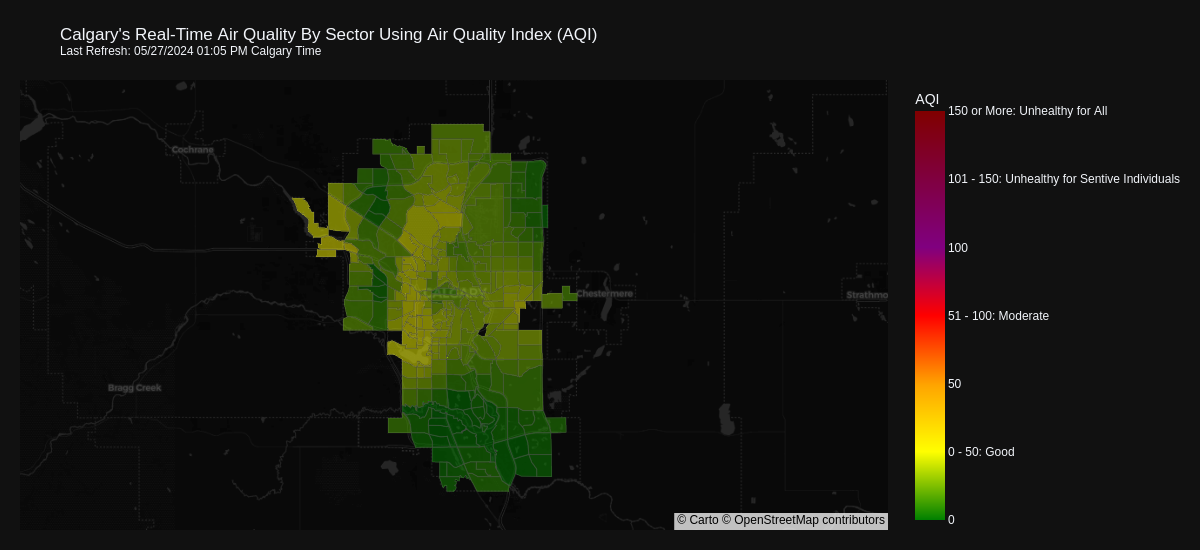 Calgary's Real-Time Air Quality By Sector Using Air Quality Index (AQI)
Last Refresh: 05/27/2024 01:05 PM Calgary Time
AQI
150 or More: Unhealthy for All
Cochrane
101 - 150: Unhealthy for Sentive Individuals
100
CALGARY
Chestermere
Strathmo
51 - 100: Moderate
50
Bragg Creek
0 - 50: Good
0
© Carto © OpenStreetMap contributors